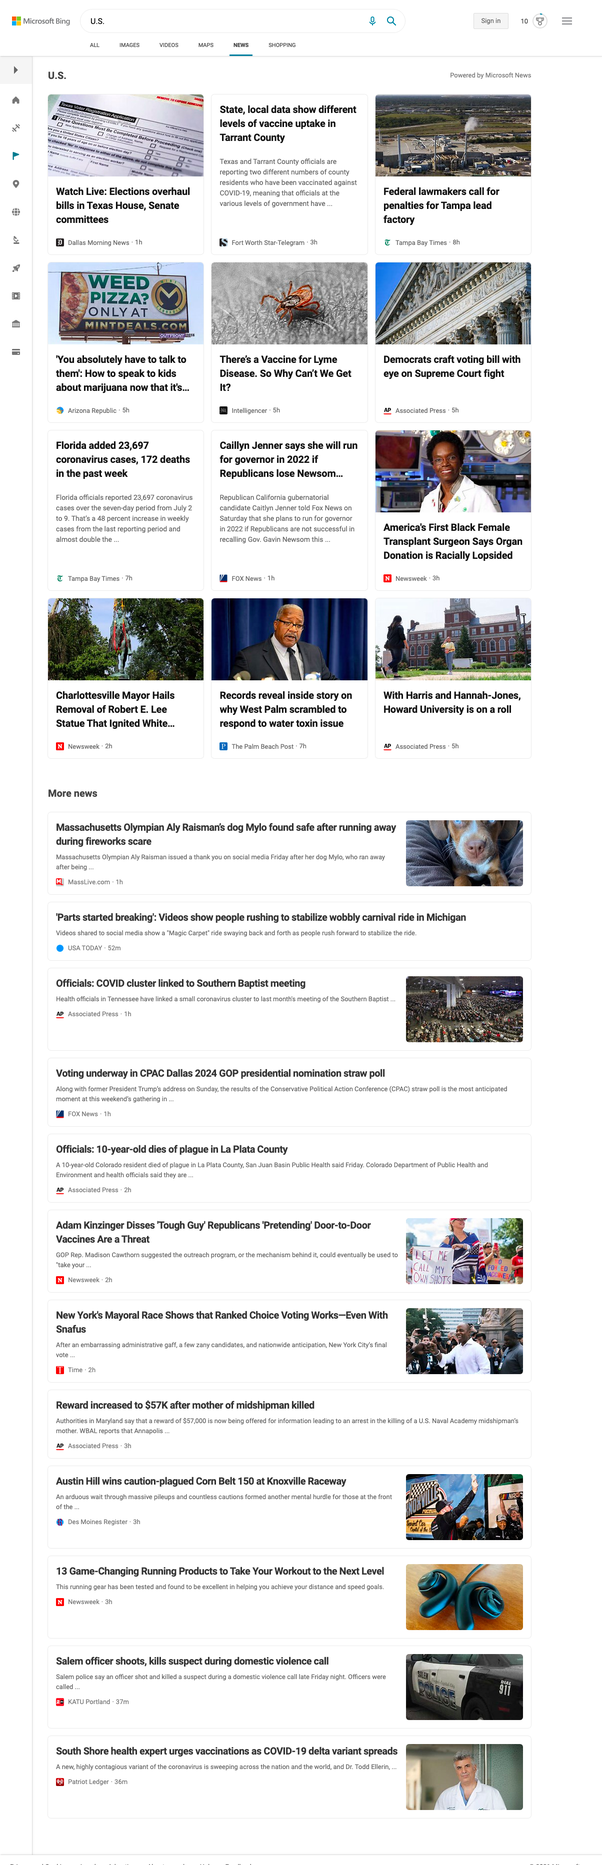 Microsoft Bing
U.S.
Sign in
10
ALL
IMAGES
VIDEOS
MAPS
NEWS
SHOPPING
U.S.
Powered by Microsoft News
Watch Live: Elections overhaul
bills in Texas House, Senate
committees
Dallas Morning News · 1h
State, local data show different
levels of vaccine uptake in
Tarrant County
Texas and Tarrant County officials are
reporting two different numbers of county
residents who have been vaccinated against
COVID-19, meaning that officials at the
various levels of government have ...
Fort Worth Star-Telegram · 3h
Federal lawmakers call for
penalties for Tampa lead
factory
Tampa Bay Times · 8h
WEED
PIZZA?
ONLY AT
MINTDEALS.COM
'You absolutely have to talk to
them': How to speak to kids
about marijuana now that it's...
Arizona Republic · 5h
There's a Vaccine for Lyme
Disease. So Why Can't We Get
It?
Intelligencer · 5h
Democrats craft voting bill with
eye on Supreme Court fight
AP Associated Press · 5h
Florida added 23,697
coronavirus cases, 172 deaths
in the past week
Florida officials reported 23,697 coronavirus
cases over the seven-day period from July 2
to 9. That's a 48 percent increase in weekly
cases from the last reporting period and
almost double the ...
Tampa Bay Times · 7h
Caitlyn Jenner says she will run
for governor in 2022 if
Republicans lose Newsom...
Republican California gubernatorial
candidate Caitlyn Jenner told Fox News on
Saturday that she plans to run for governor
in 2022 if Republicans are not successful in
recalling Gov. Gavin Newsom this ...
FOX News · 1h
America's First Black Female
Transplant Surgeon Says Organ
Donation is Racially Lopsided
Newsweek · 3h
Charlottesville Mayor Hails
Removal of Robert E. Lee
Statue That Ignited White...
Newsweek · 2h
Records reveal inside story on
why West Palm scrambled to
respond to water toxin issue
The Palm Beach Post · 7h
With Harris and Hannah-Jones,
Howard University is on a roll
AP Associated Press · 5h
More news
Massachusetts Olympian Aly Raisman's dog Mylo found safe after running away
during fireworks scare
Massachusetts Olympian Aly Raisman issued a thank you on social media Friday after her dog Mylo, who ran away
after being ...
MassLive.com · 1h
'Parts started breaking': Videos show people rushing to stabilize wobbly carnival ride in Michigan
Videos shared to social media show a "Magic Carpet" ride swaying back and forth as people rush forward to stabilize the ride.
USA TODAY · 52m
Officials: COVID cluster linked to Southern Baptist meeting
Health officials in Tennessee have linked a small coronavirus cluster to last month's meeting of the Southern Baptist ...
AP Associated Press · 1h
Voting underway in CPAC Dallas 2024 GOP presidential nomination straw poll
Along with former President Trump's address on Sunday, the results of the Conservative Political Action Conference (CPAC) straw poll is the most anticipated
moment at this weekend's gathering in ...
FOX News · 1h
Officials: 10-year-old dies of plague in La Plata County
A 10-year-old Colorado resident died of plague in La Plata County, San Juan Basin Public Health said Friday. Colorado Department of Public Health and
Environment and health officials said they are ...
AP Associated Press · 2h
Adam Kinzinger Disses 'Tough Guy' Republicans 'Pretending' Door-to-Door
Vaccines Are a Threat
GOP Rep. Madison Cawthorn suggested the outreach program, or the mechanism behind it, could eventually be used to
"take your ...
Newsweek · 2h
LET ME
CALL MY
OWN SHOTS
New York's Mayoral Race Shows that Ranked Choice Voting Works—Even With
Snafus
After an embarrassing administrative gaff, a few zany candidates, and nationwide anticipation, New York City's final
vote ...
Time · 2h
Reward increased to $57K after mother of midshipman killed
Authorities in Maryland say that a reward of $57,000 is now being offered for information leading to an arrest in the killing of a U.S. Naval Academy midshipman's
mother. WBAL reports that Annapolis ...
AP Associated Press · 3h
Austin Hill wins caution-plagued Corn Belt 150 at Knoxville Raceway
An arduous wait through massive pileups and countless cautions formed another mental hurdle for those at the front
of the ...
Des Moines Register · 3h
13 Game-Changing Running Products to Take Your Workout to the Next Level
This running gear has been tested and found to be excellent in helping you achieve your distance and speed goals.
Newsweek · 3h
Salem officer shoots, kills suspect during domestic violence call
Salem police say an officer shot and killed a suspect during a domestic violence call late Friday night. Officers were
called ...
KATU Portland · 37m
POLICE
911
South Shore health expert urges vaccinations as COVID-19 delta variant spreads
A new, highly contagious variant of the coronavirus is sweeping across the nation and the world, and Dr. Todd Ellerin, ...
Patriot Ledger · 36m